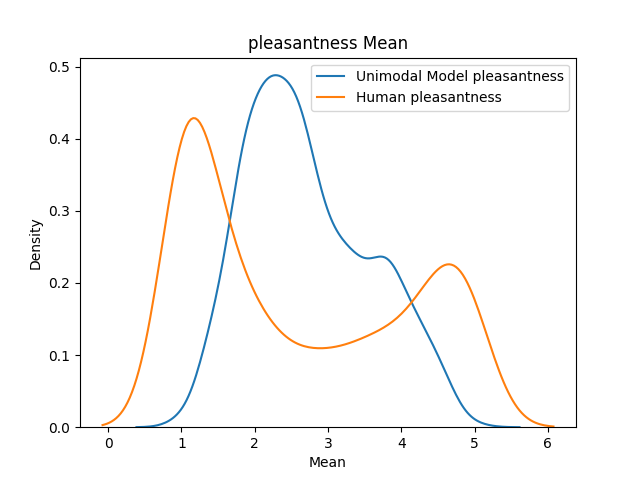 pleasantness Mean
Unimodal Model pleasantness
Human pleasantness
0.5
0.4
0.3
0.2
0.1
0.0
Density
0 1 2 3 4 5 6
Mean